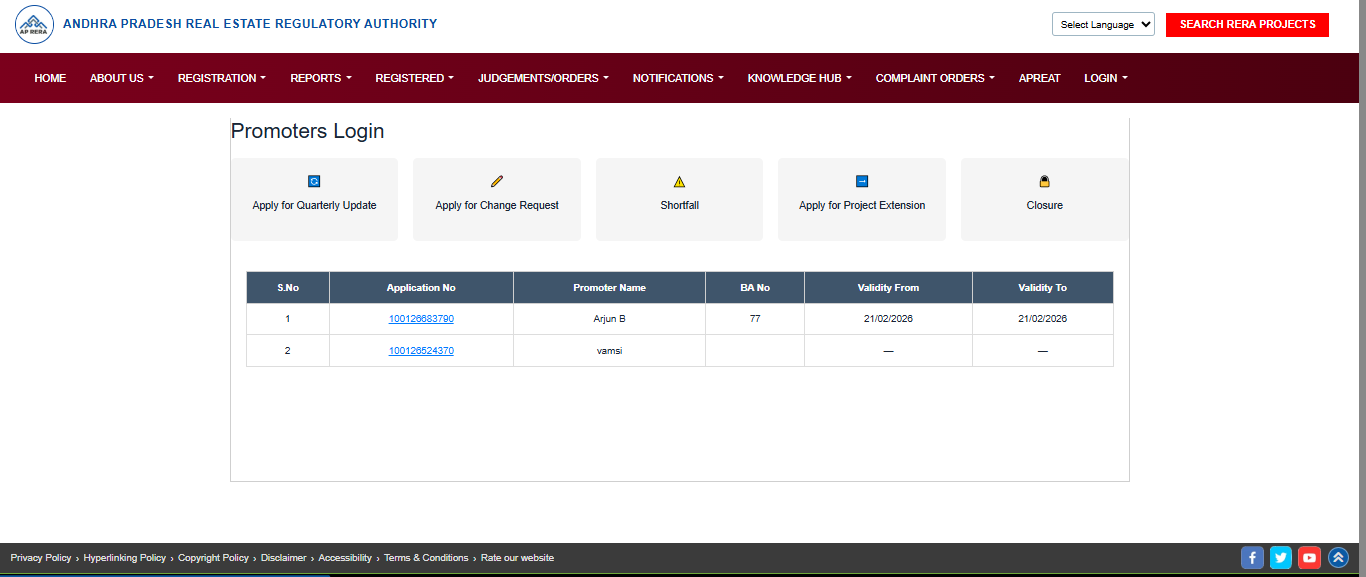 AP RERA
ANDHRA PRADESH REAL ESTATE REGULATORY AUTHORITY
Select Language
SEARCH RERA PROJECTS
HOME ABOUT US REGISTRATION REPORTS REGISTERED JUDGEMENTS/ORDERS NOTIFICATIONS KNOWLEDGE HUB COMPLAINT ORDERS APREAT LOGIN
Promoters Login
Apply for Quarterly Update Apply for Change Request Shortfall Apply for Project Extension Closure
S.No Application No Promoter Name BA No Validity From Validity To
1 100126683790 Arjun B 77 21/02/2026 21/02/2026
2 100126524370 vamsi — —
Privacy Policy › Hyperlinking Policy › Copyright Policy › Disclaimer › Accessibility › Terms & Conditions › Rate our website